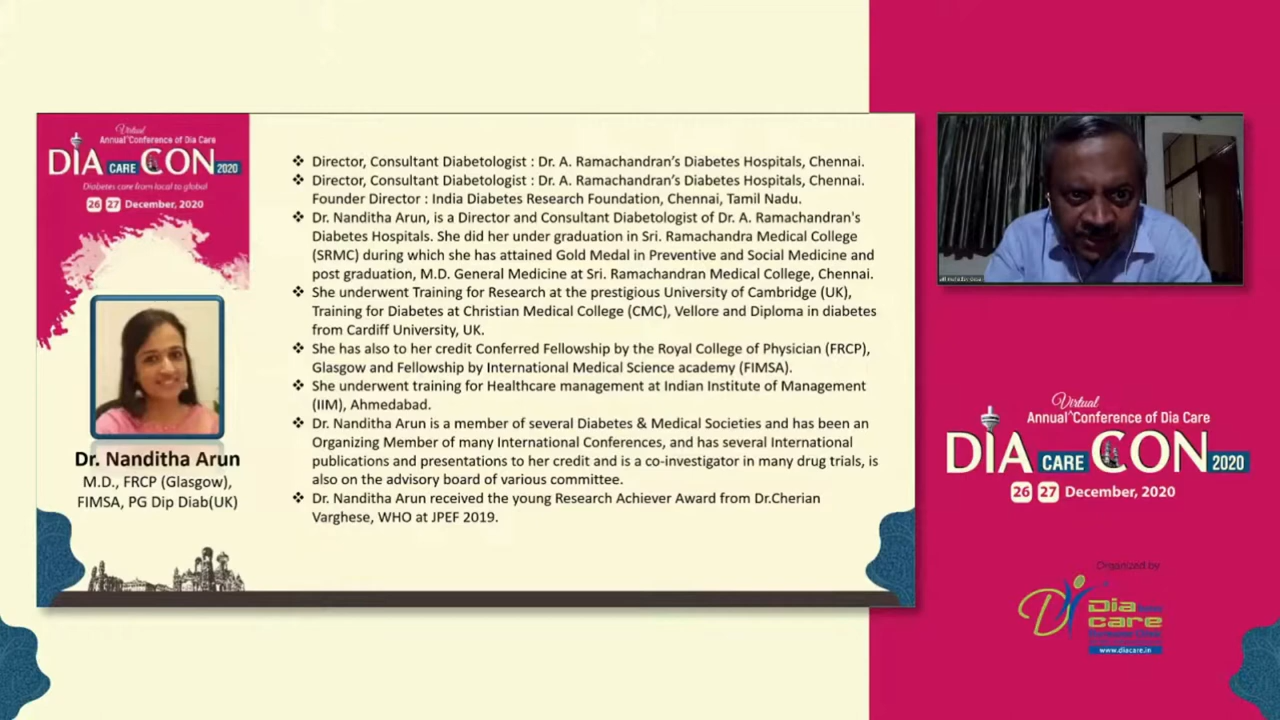 Virtual
Annual^Conference of Dia Care
DIA CARE CON 2020
Diabetes care from local to global
26 27 December, 2020
Dr. Nanditha Arun
M.D., FRCP (Glasgow),
FIMSA, PG Dip Diab(UK)
❖ Director, Consultant Diabetologist : Dr. A. Ramachandran's Diabetes Hospitals, Chennai.
❖ Director, Consultant Diabetologist : Dr. A. Ramachandran's Diabetes Hospitals, Chennai.
Founder Director : India Diabetes Research Foundation, Chennai, Tamil Nadu.
❖ Dr. Nanditha Arun, is a Director and Consultant Diabetologist of Dr. A. Ramachandran's
Diabetes Hospitals. She did her under graduation in Sri. Ramachandra Medical College
(SRMC) during which she has attained Gold Medal in Preventive and Social Medicine and
post graduation, M.D. General Medicine at Sri. Ramachandran Medical College, Chennai.
❖ She underwent Training for Research at the prestigious University of Cambridge (UK),
Training for Diabetes at Christian Medical College (CMC), Vellore and Diploma in diabetes
from Cardiff University, UK.
❖ She has also to her credit Conferred Fellowship by the Royal College of Physician (FRCP),
Glasgow and Fellowship by International Medical Science academy (FIMSA).
❖ She underwent training for Healthcare management at Indian Institute of Management
(IIM), Ahmedabad.
❖ Dr. Nanditha Arun is a member of several Diabetes & Medical Societies and has been an
Organizing Member of many International Conferences, and has several International
publications and presentations to her credit and is a co-investigator in many drug trials, is
also on the advisory board of various committee.
❖ Dr. Nanditha Arun received the young Research Achiever Award from Dr.Cherian
Varghese, WHO at JPEF 2019.
Virtual
Annual^Conference of Dia Care
DIA CARE CON 2020
26 27 December, 2020
Organized by
Dia
care
www.diacare.in